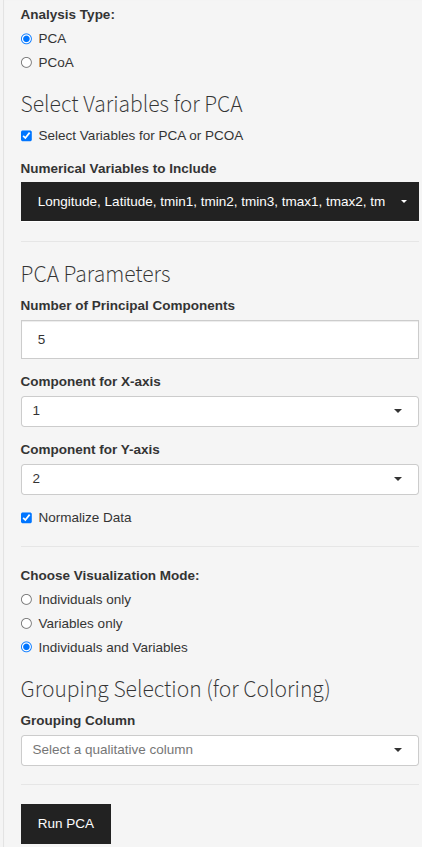 Analysis Type:
PCA
PCoA
Select Variables for PCA
Select Variables for PCA or PCOA
Numerical Variables to Include
Longitude, Latitude, tmin1, tmin2, tmin3, tmax1, tmax2, tm
PCA Parameters
Number of Principal Components
5
Component for X-axis
1
Component for Y-axis
2
Normalize Data
Choose Visualization Mode:
Individuals only
Variables only
Individuals and Variables
Grouping Selection (for Coloring)
Grouping Column
Select a qualitative column
Run PCA